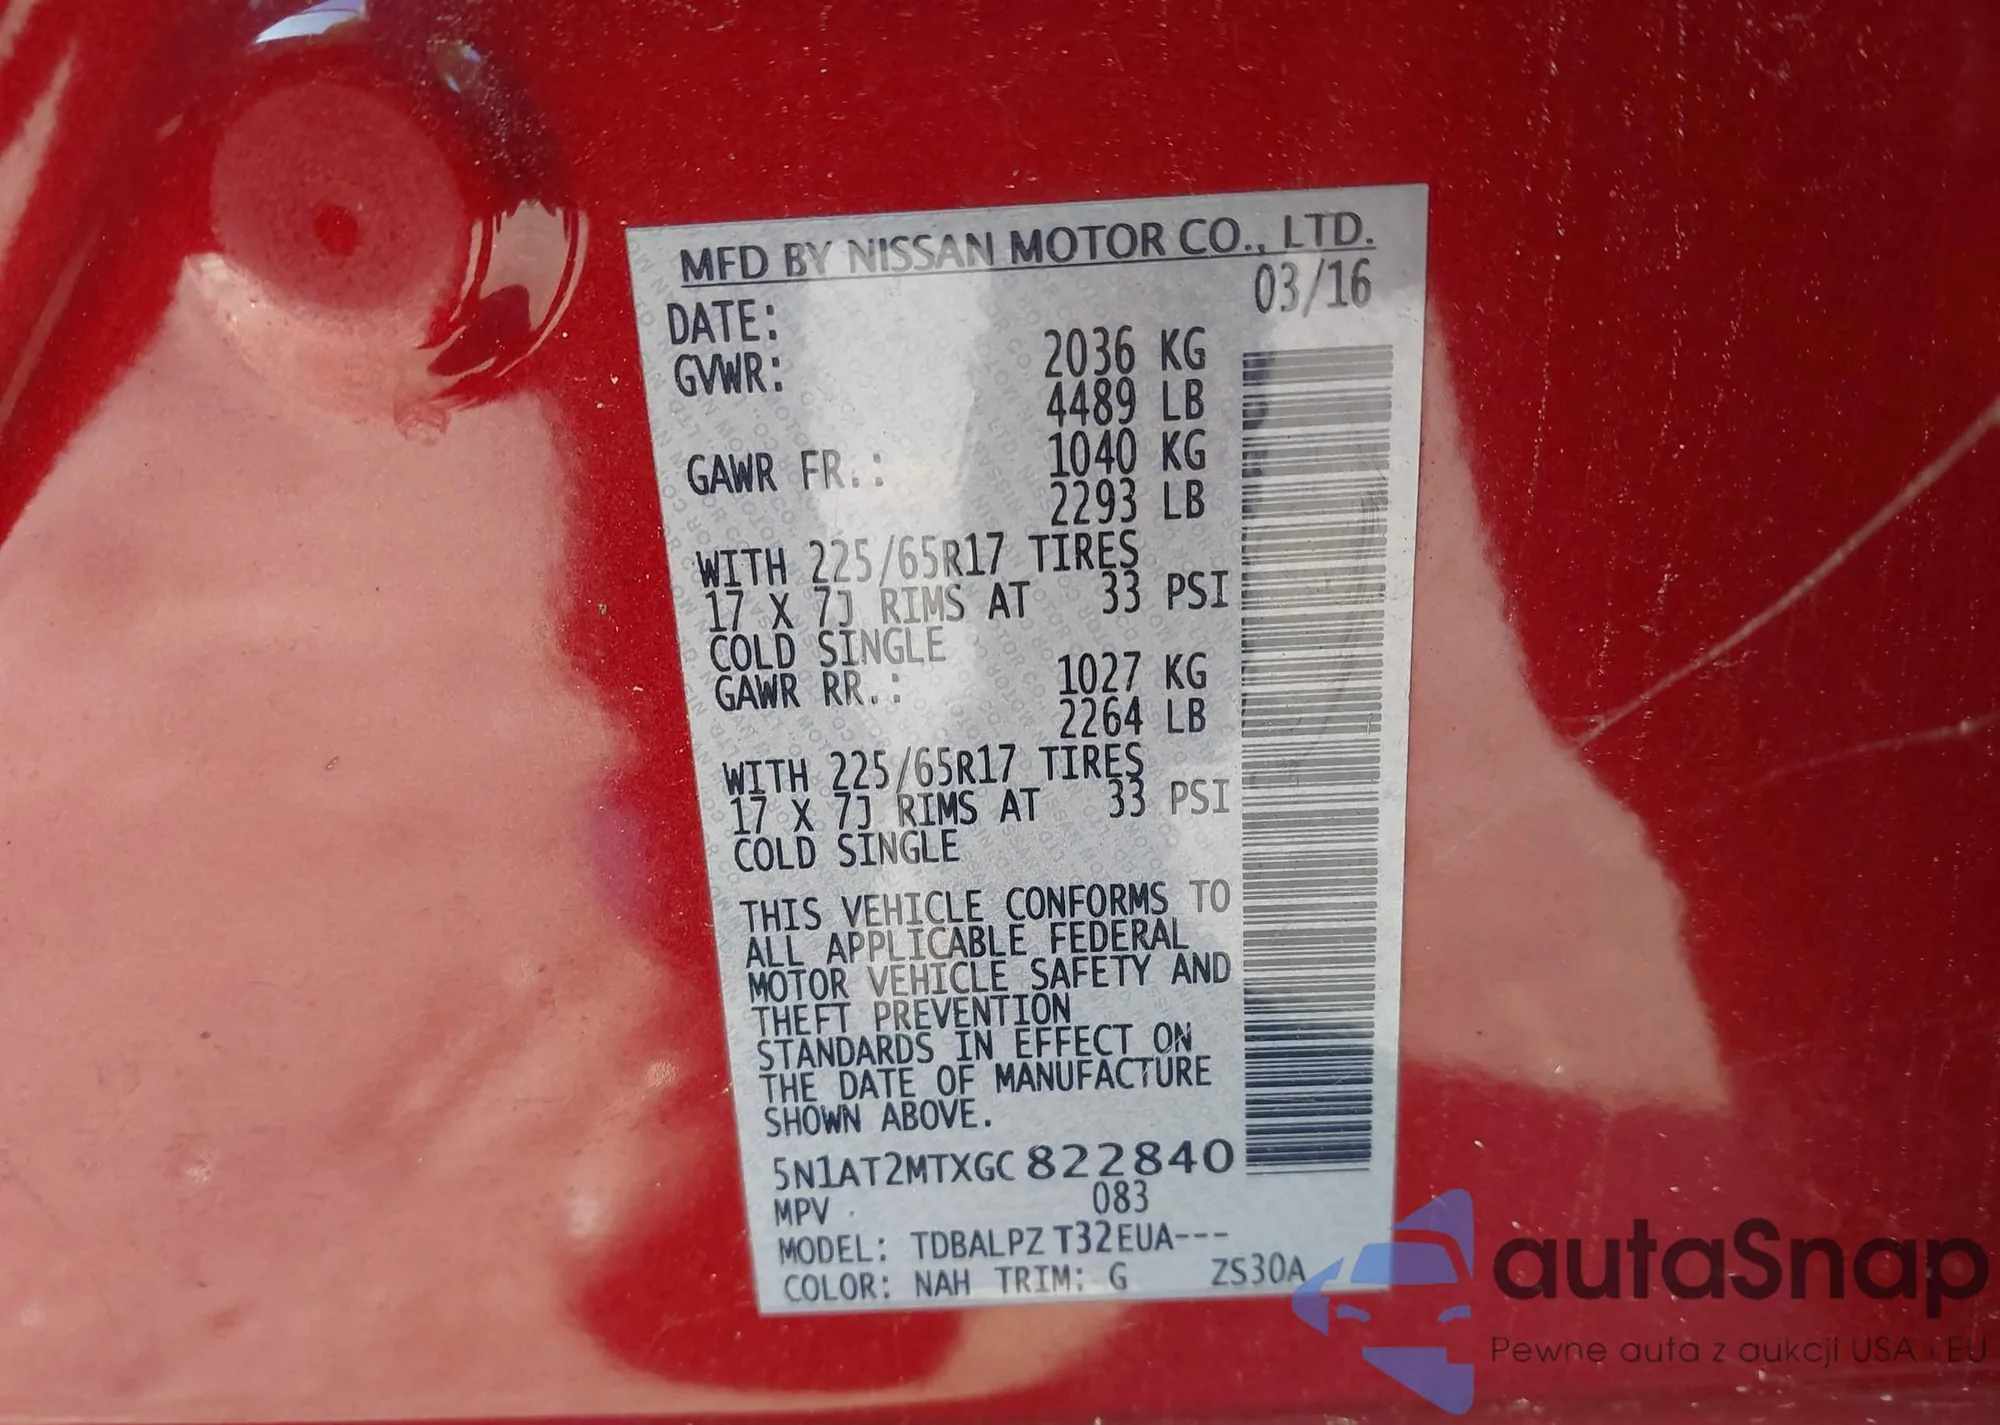 MFD BY NISSAN MOTOR CO., LTD.
DATE: 03/16
GVWR: 2036 KG
4489 LB
GAWR FR.: 1040 KG
2293 LB
WITH 225/65R17 TIRES
17 X 7J RIMS AT 33 PSI
COLD SINGLE
GAWR RR.: 1027 KG
2264 LB
WITH 225/65R17 TIRES
17 X 7J RIMS AT 33 PSI
COLD SINGLE
THIS VEHICLE CONFORMS TO
ALL APPLICABLE FEDERAL
MOTOR VEHICLE SAFETY AND
THEFT PREVENTION
STANDARDS IN EFFECT ON
THE DATE OF MANUFACTURE
SHOWN ABOVE.
5N1AT2MTXGC822840
MPV 083
MODEL: TDBALPZ T32EUA---
COLOR: NAH TRIM: G ZS30A
autaSnap
Pewne auta z aukcji USA i EU